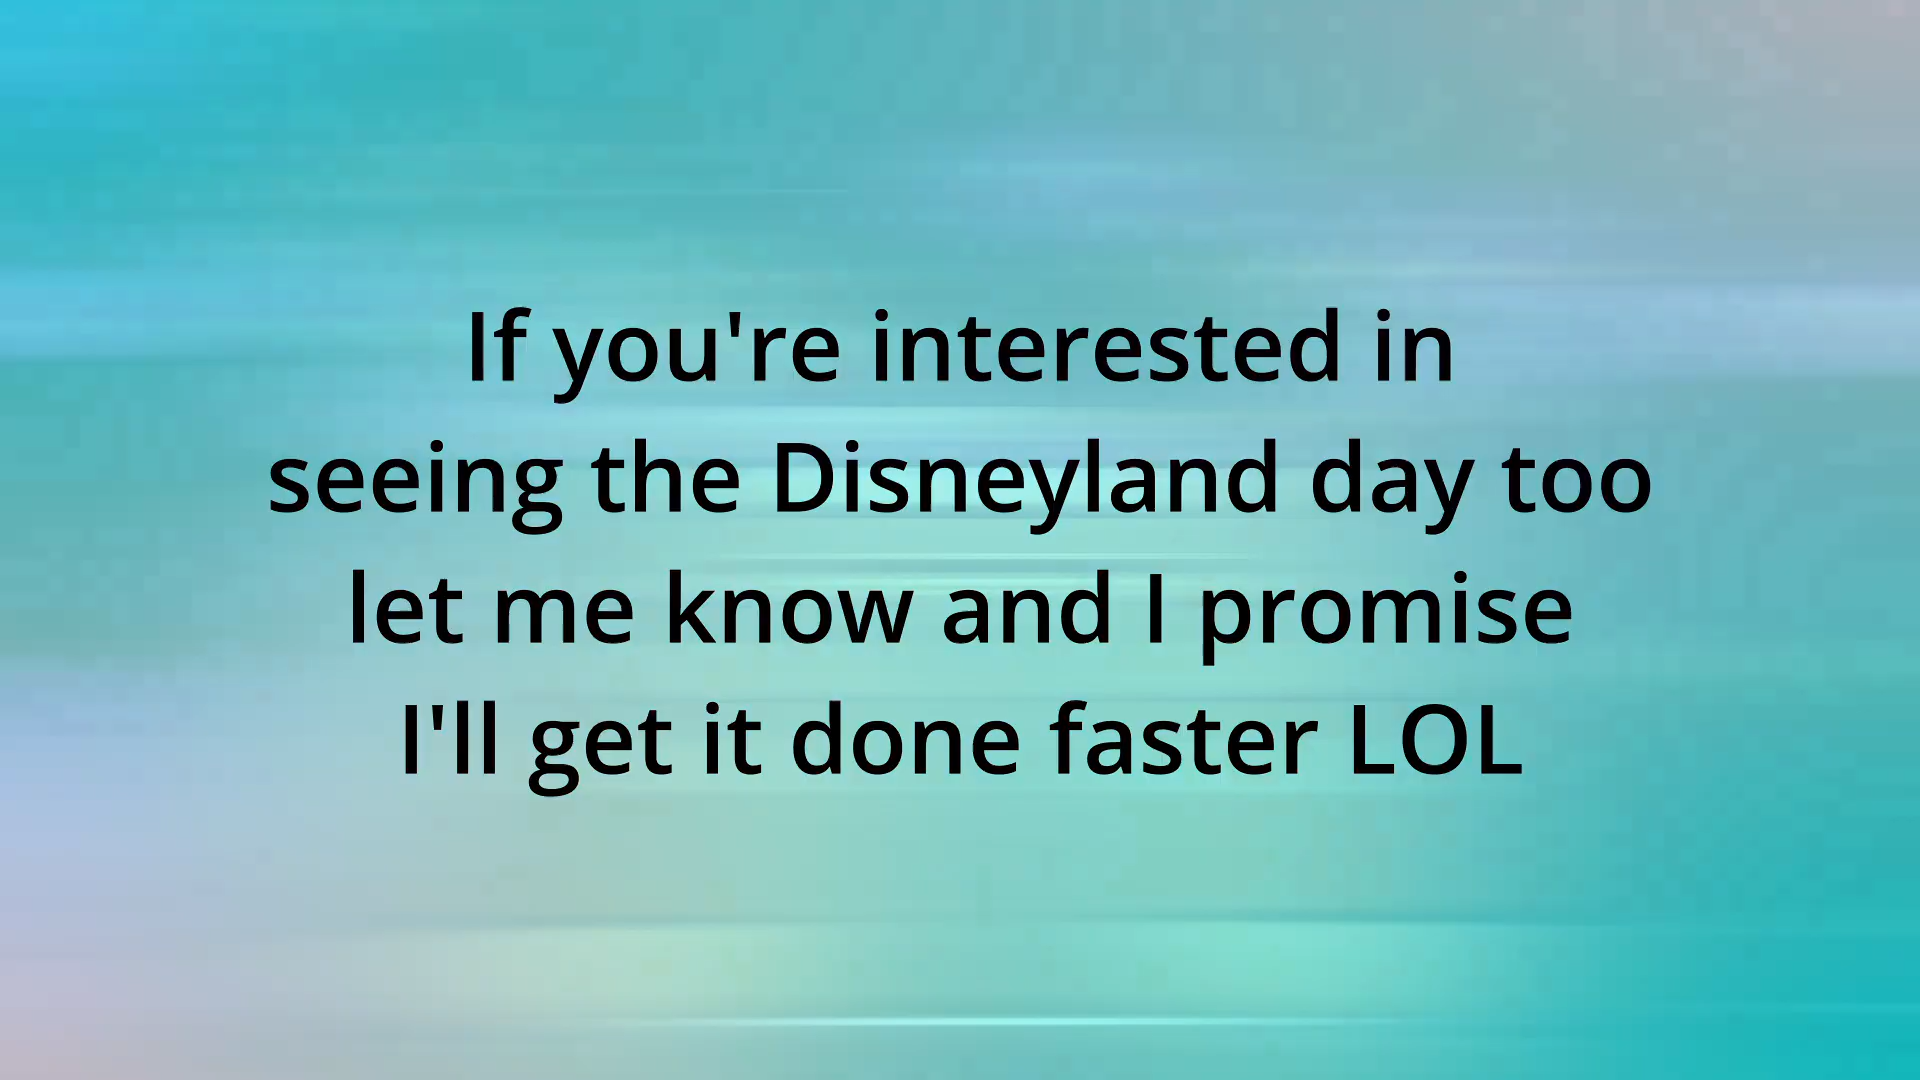 If you're interested in
seeing the Disneyland day too
let me know and I promise
I'll get it done faster LOL